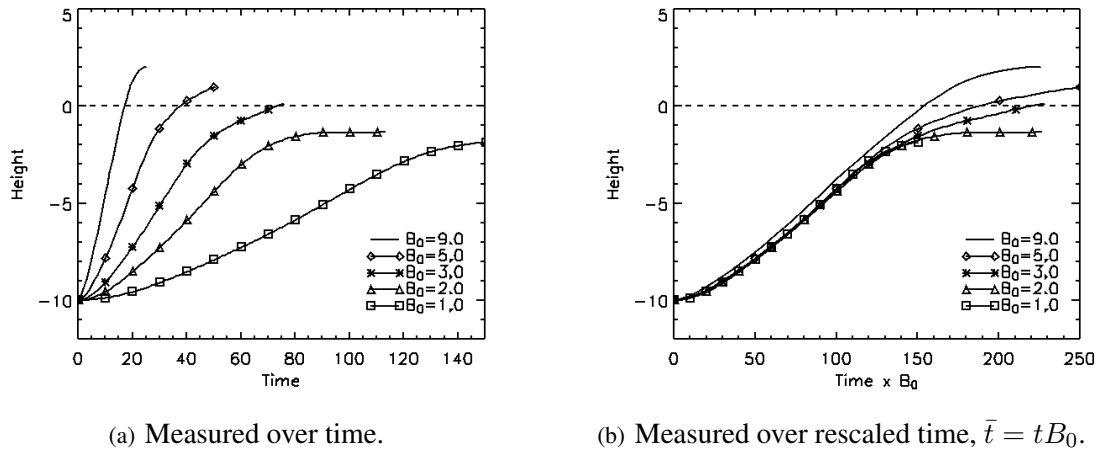 5
0
−5
−10
Height
0 20 40 60 80 100 120 140
Time
B₀=9.0
B₀=5.0
B₀=3.0
B₀=2.0
B₀=1.0
(a) Measured over time.
5
0
−5
−10
Height
0 50 100 150 200 250
Time x B₀
B₀=9.0
B₀=5.0
B₀=3.0
B₀=2.0
B₀=1.0
(b) Measured over rescaled time, t̄ = tB₀.